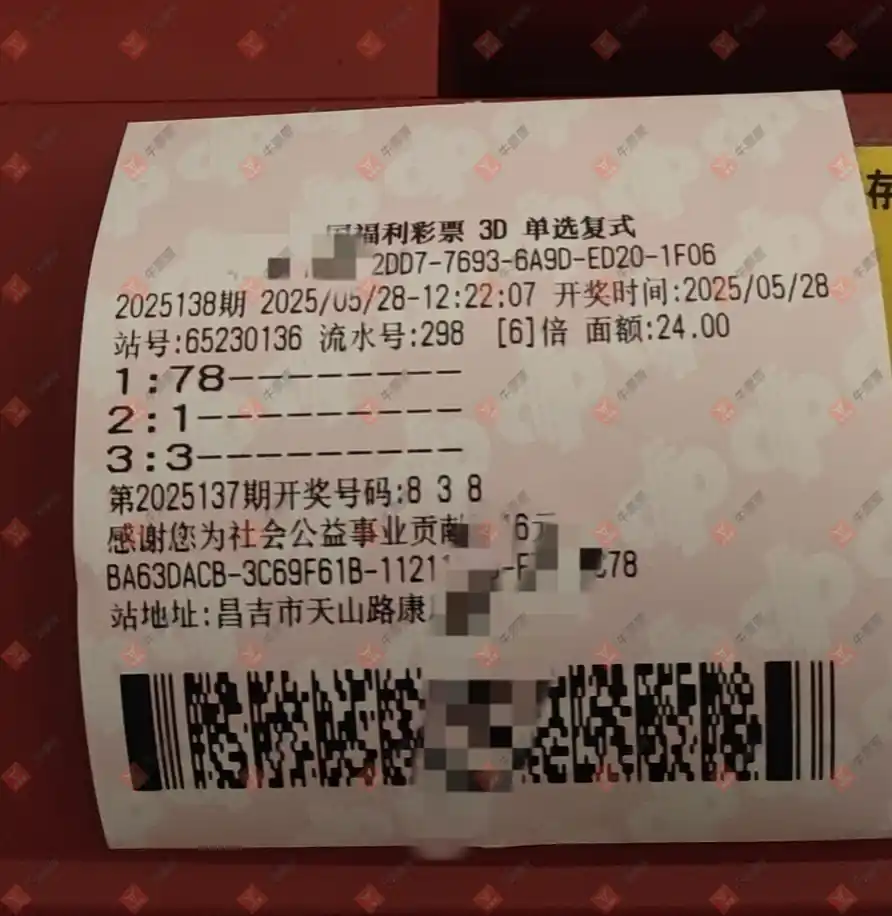 福利彩票 3D 单选复式
2DD7-7693-6A9D-ED20-1F06
2025138期 2025/05/28-12:22:07 开奖时间:2025/05/28
站号:65230136 流水号:298 [6]倍 面额:24.00
1:78----------
2:1-----------
3:3-----------
第2025137期开奖号码:8 3 8
感谢您为社会公益事业贡献 6元
BA63DACB-3C69F61B-1121 78
站地址:昌吉市天山路康
存